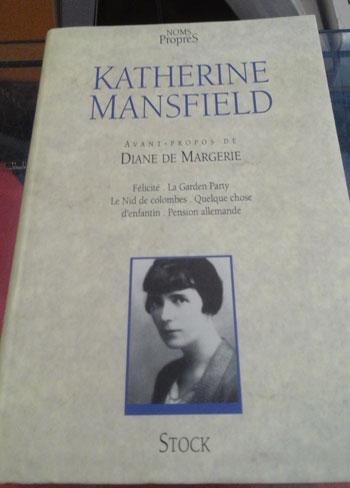 NOMS
PropreS
KATHERINE
MANSFIELD
AVANT-PROPOS DE
DIANE DE MARGERIE
Félicité . La Garden Party
Le Nid de colombes . Quelque chose
d'enfantin . Pension allemande
STOCK